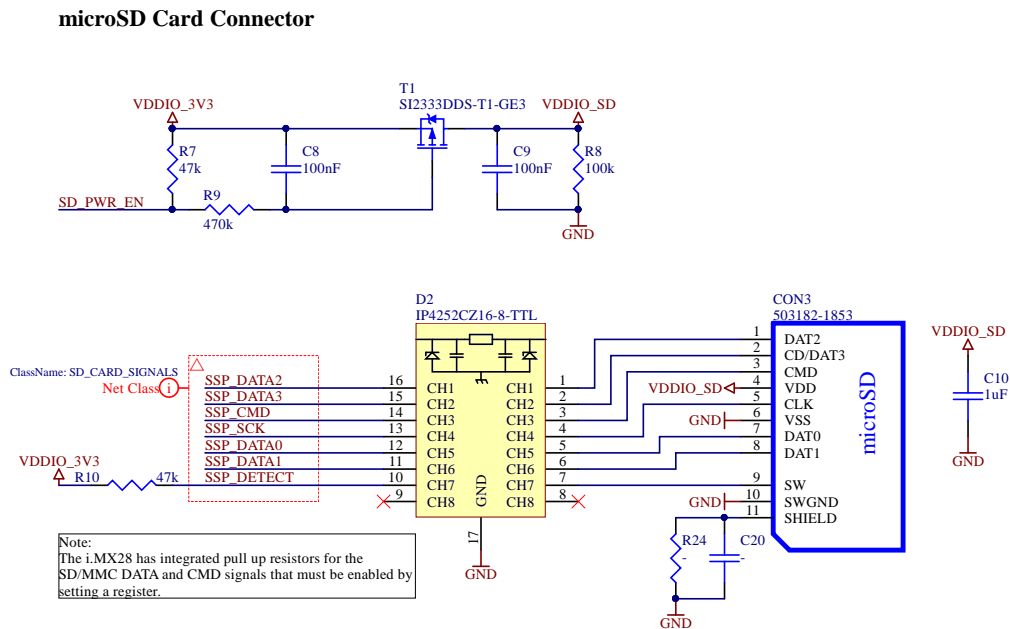 microSD Card Connector
T1
SI2333DDS-T1-GE3
VDDIO_3V3
VDDIO_SD
R7
47k
C8
100nF
C9
100nF
R8
100k
SD_PWR_EN
R9
470k
GND
D2
IP4252CZ16-8-TTL
CON3
503182-1853
ClassName: SD_CARD_SIGNALS
Net Class
i
SSP_DATA2
16
CH1
CH1
1
SSP_DATA3
15
CH2
CH2
2
SSP_CMD
14
CH3
CH3
3
SSP_SCK
13
CH4
CH4
4
SSP_DATA0
12
CH5
CH5
5
SSP_DATA1
11
CH6
CH6
6
VDDIO_3V3
R10
47k
SSP_DETECT
10
CH7
CH7
7
9
CH8
GND
CH8
8
17
GND
1
DAT2
2
CD/DAT3
3
CMD
VDDIO_SD
4
VDD
5
CLK
GND
6
VSS
7
DAT0
8
DAT1
9
SW
GND
10
SWGND
11
SHIELD
microSD
R24
-
C20
-
GND
VDDIO_SD
C10
1uF
GND
Note:
The i.MX28 has integrated pull up resistors for the
SD/MMC DATA and CMD signals that must be enabled by
setting a register.